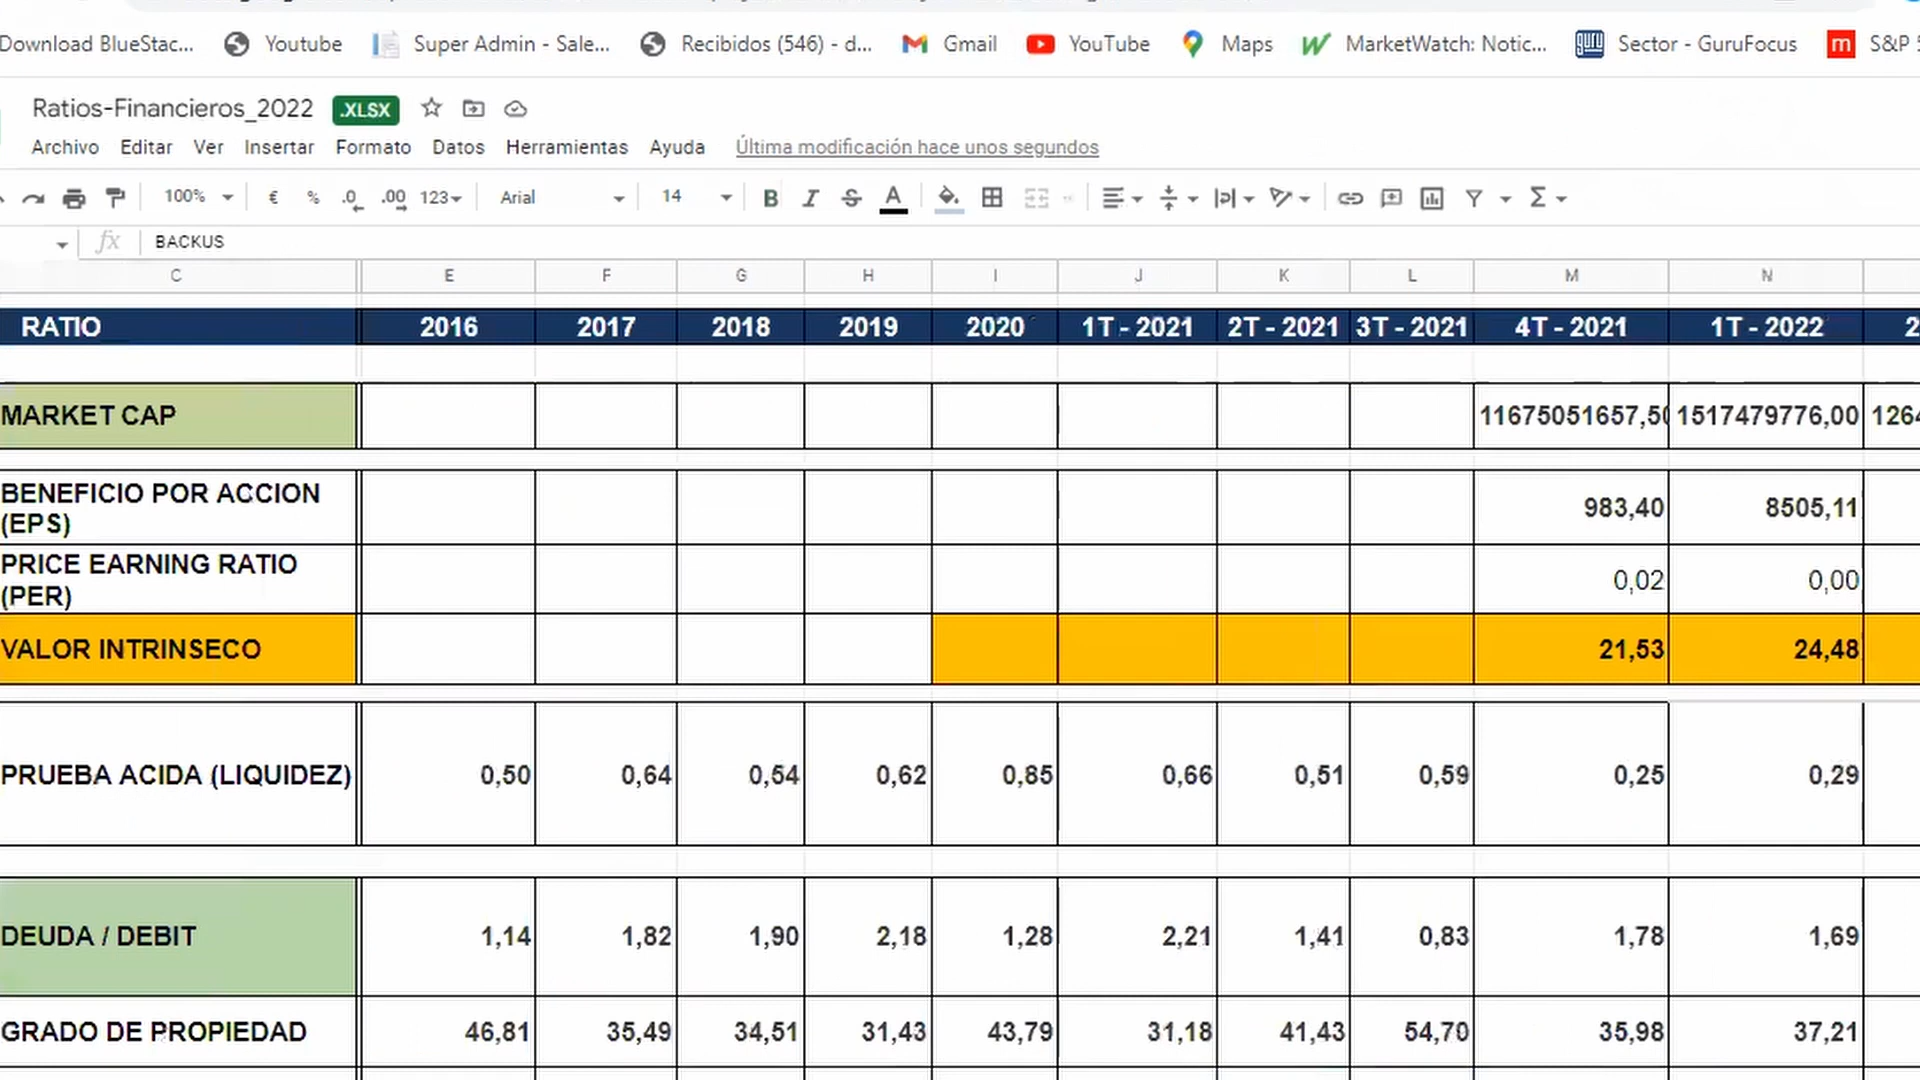 Download BlueStac... Youtube Super Admin - Sale... Recibidos (546) - d... Gmail YouTube Maps MarketWatch: Notic... guru Sector - GuruFocus m S&P
Ratios-Financieros_2022 .XLSX
Archivo Editar Ver Insertar Formato Datos Herramientas Ayuda Última modificación hace unos segundos
100% € % .0 .00 123 Arial 14 B I S A Σ
fx BACKUS
C E F G H I J K L M N
RATIO 2016 2017 2018 2019 2020 1T - 2021 2T - 2021 3T - 2021 4T - 2021 1T - 2022 2
MARKET CAP 11675051657,50 1517479776,00 1264
BENEFICIO POR ACCION
(EPS) 983,40 8505,11
PRICE EARNING RATIO
(PER) 0,02 0,00
VALOR INTRINSECO 21,53 24,48
PRUEBA ACIDA (LIQUIDEZ) 0,50 0,64 0,54 0,62 0,85 0,66 0,51 0,59 0,25 0,29
DEUDA / DEBIT 1,14 1,82 1,90 2,18 1,28 2,21 1,41 0,83 1,78 1,69
GRADO DE PROPIEDAD 46,81 35,49 34,51 31,43 43,79 31,18 41,43 54,70 35,98 37,21